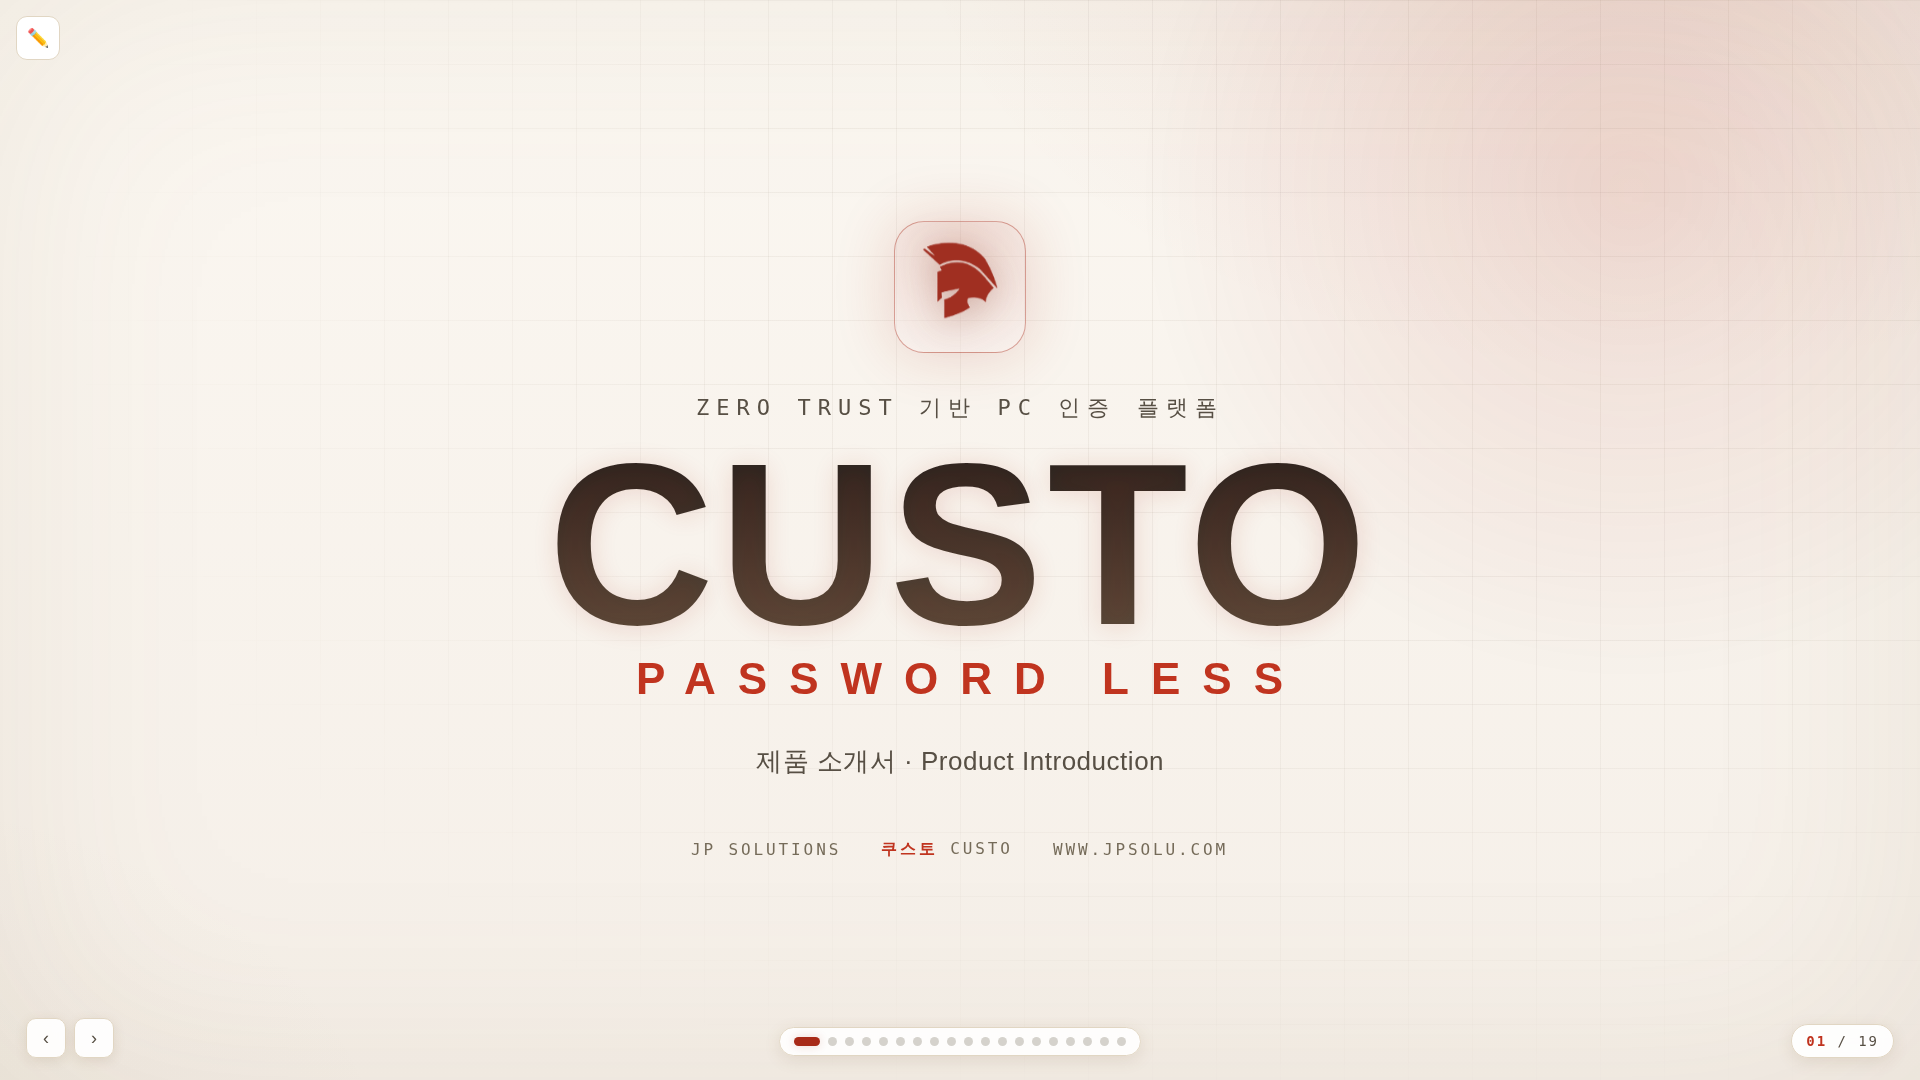 ZERO TRUST 기반 PC 인증 플랫폼
CUSTO
PASSWORD LESS
제품 소개서 · Product Introduction
JP SOLUTIONS 쿠스토 CUSTO WWW.JPSOLU.COM
‹ ›
01 / 19